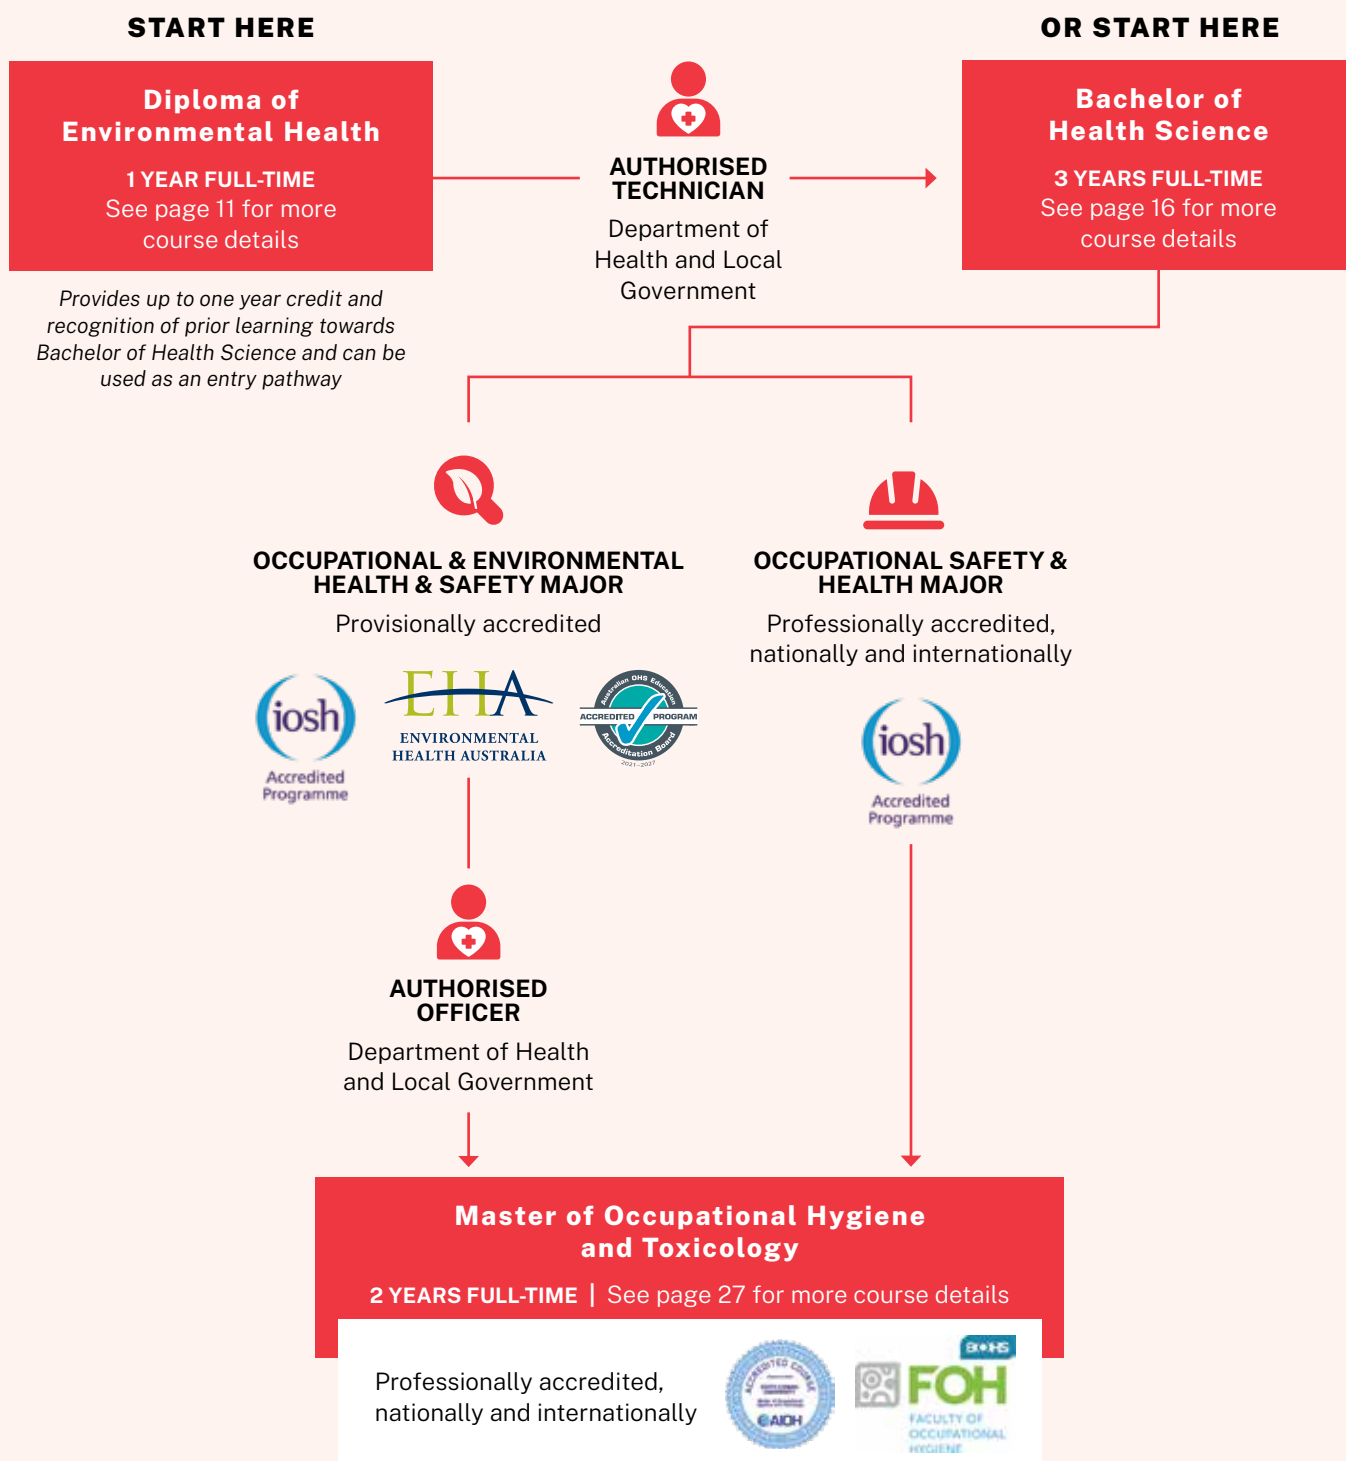 START HERE
Diploma of
Environmental Health
1 YEAR FULL-TIME
See page 11 for more
course details
Provides up to one year credit and
recognition of prior learning towards
Bachelor of Health Science and can be
used as an entry pathway
AUTHORISED
TECHNICIAN
Department of
Health and Local
Government
OR START HERE
Bachelor of
Health Science
3 YEARS FULL-TIME
See page 16 for more
course details
OCCUPATIONAL & ENVIRONMENTAL
HEALTH & SAFETY MAJOR
Provisionally accredited
iosh
Accredited
Programme
EHA
ENVIRONMENTAL
HEALTH AUSTRALIA
Australian OHS Education
ACCREDITED PROGRAM
Accreditation Board
2021-2027
OCCUPATIONAL SAFETY &
HEALTH MAJOR
Professionally accredited,
nationally and internationally
iosh
Accredited
Programme
AUTHORISED
OFFICER
Department of Health
and Local Government
Master of Occupational Hygiene
and Toxicology
2 YEARS FULL-TIME | See page 27 for more course details
Professionally accredited,
nationally and internationally
ACCREDITED COURSE
AIOH
BOHS
FOH
FACULTY OF
OCCUPATIONAL
HYGIENE